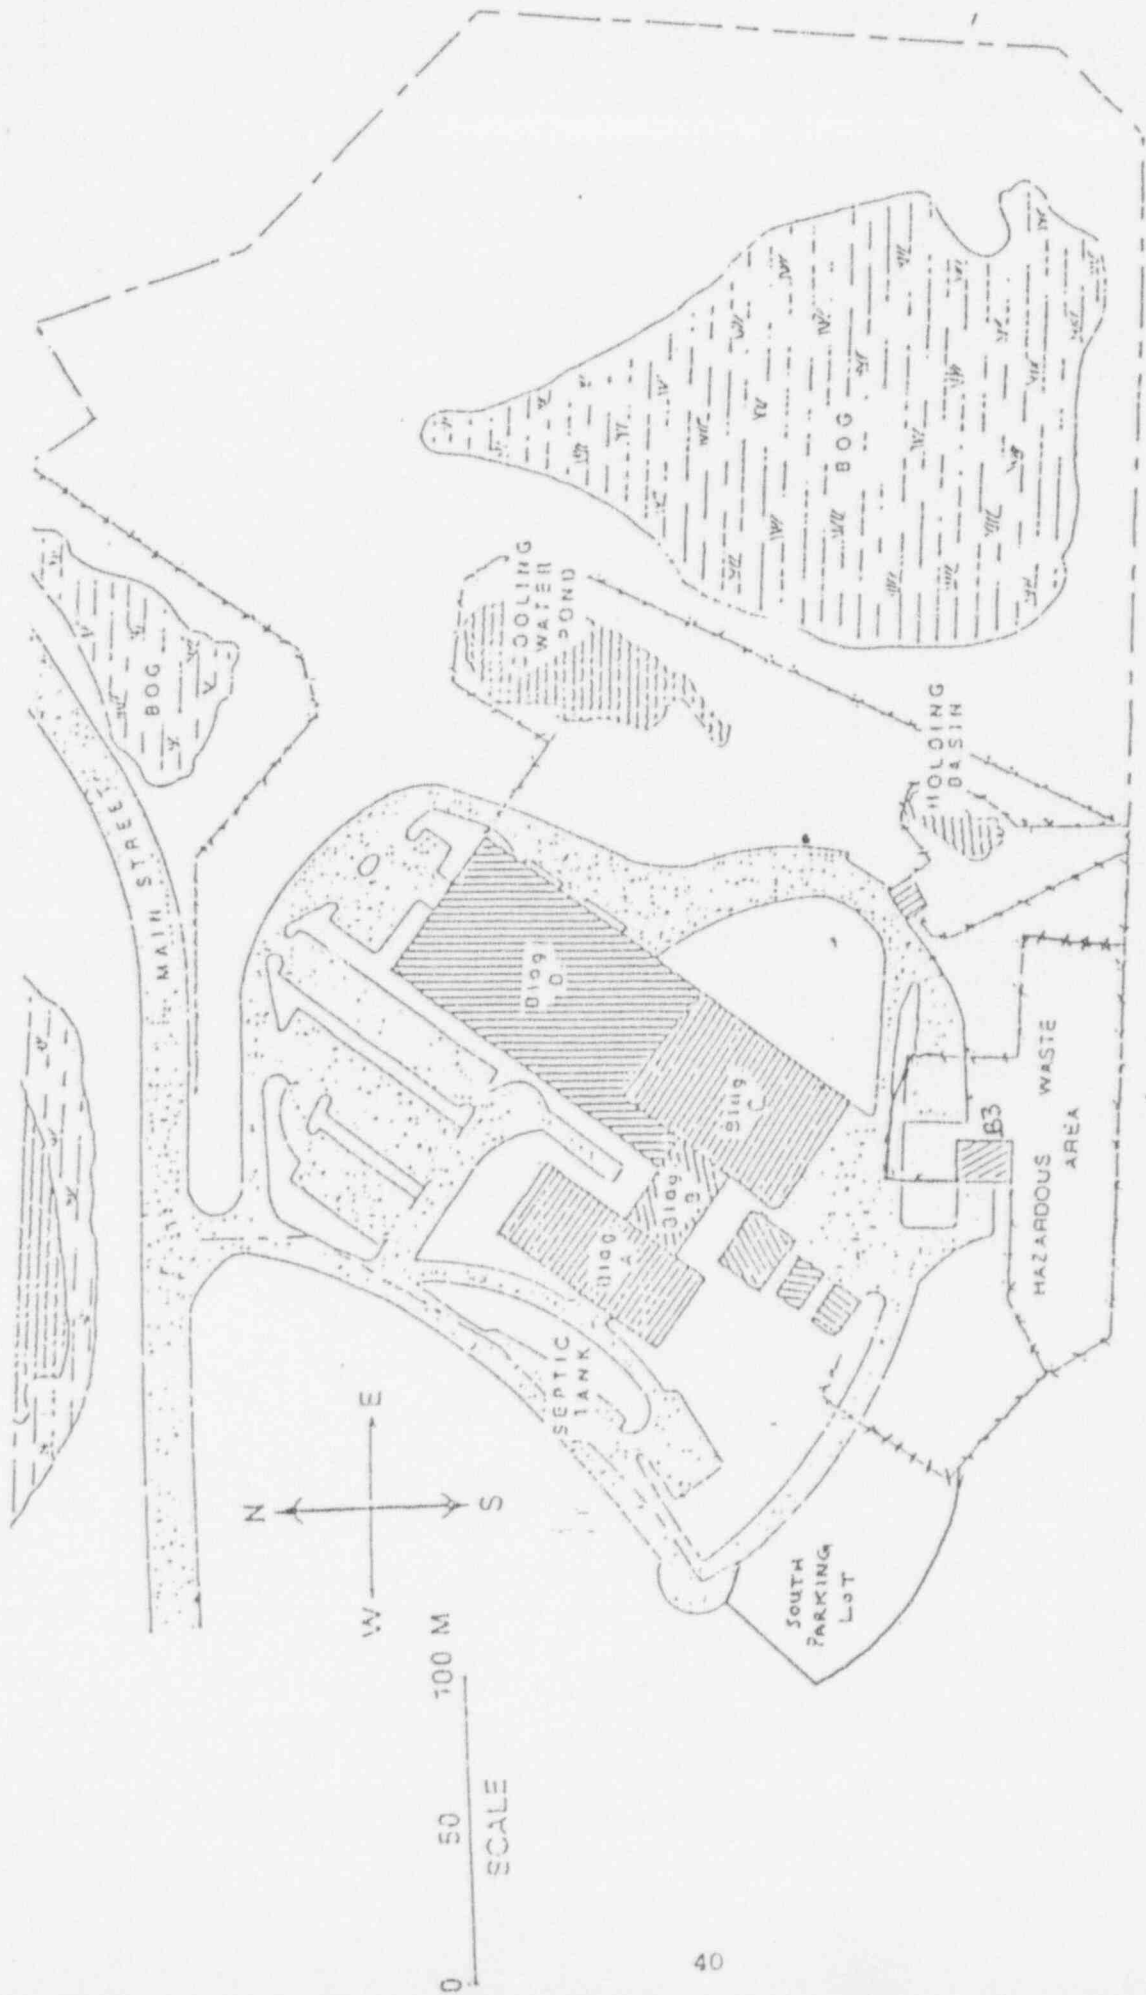 MAIN STREET
BOG
COOLING
WATER
POND
BOG
HOLDING
BASIN
Bldg
D
Bldg
C
Bldg
B
Bldg
A
SEPTIC
TANK
B3
HAZARDOUS WASTE
AREA
SOUTH
PARKING
LOT
N
W
E
S
0
50
100 M
SCALE
40